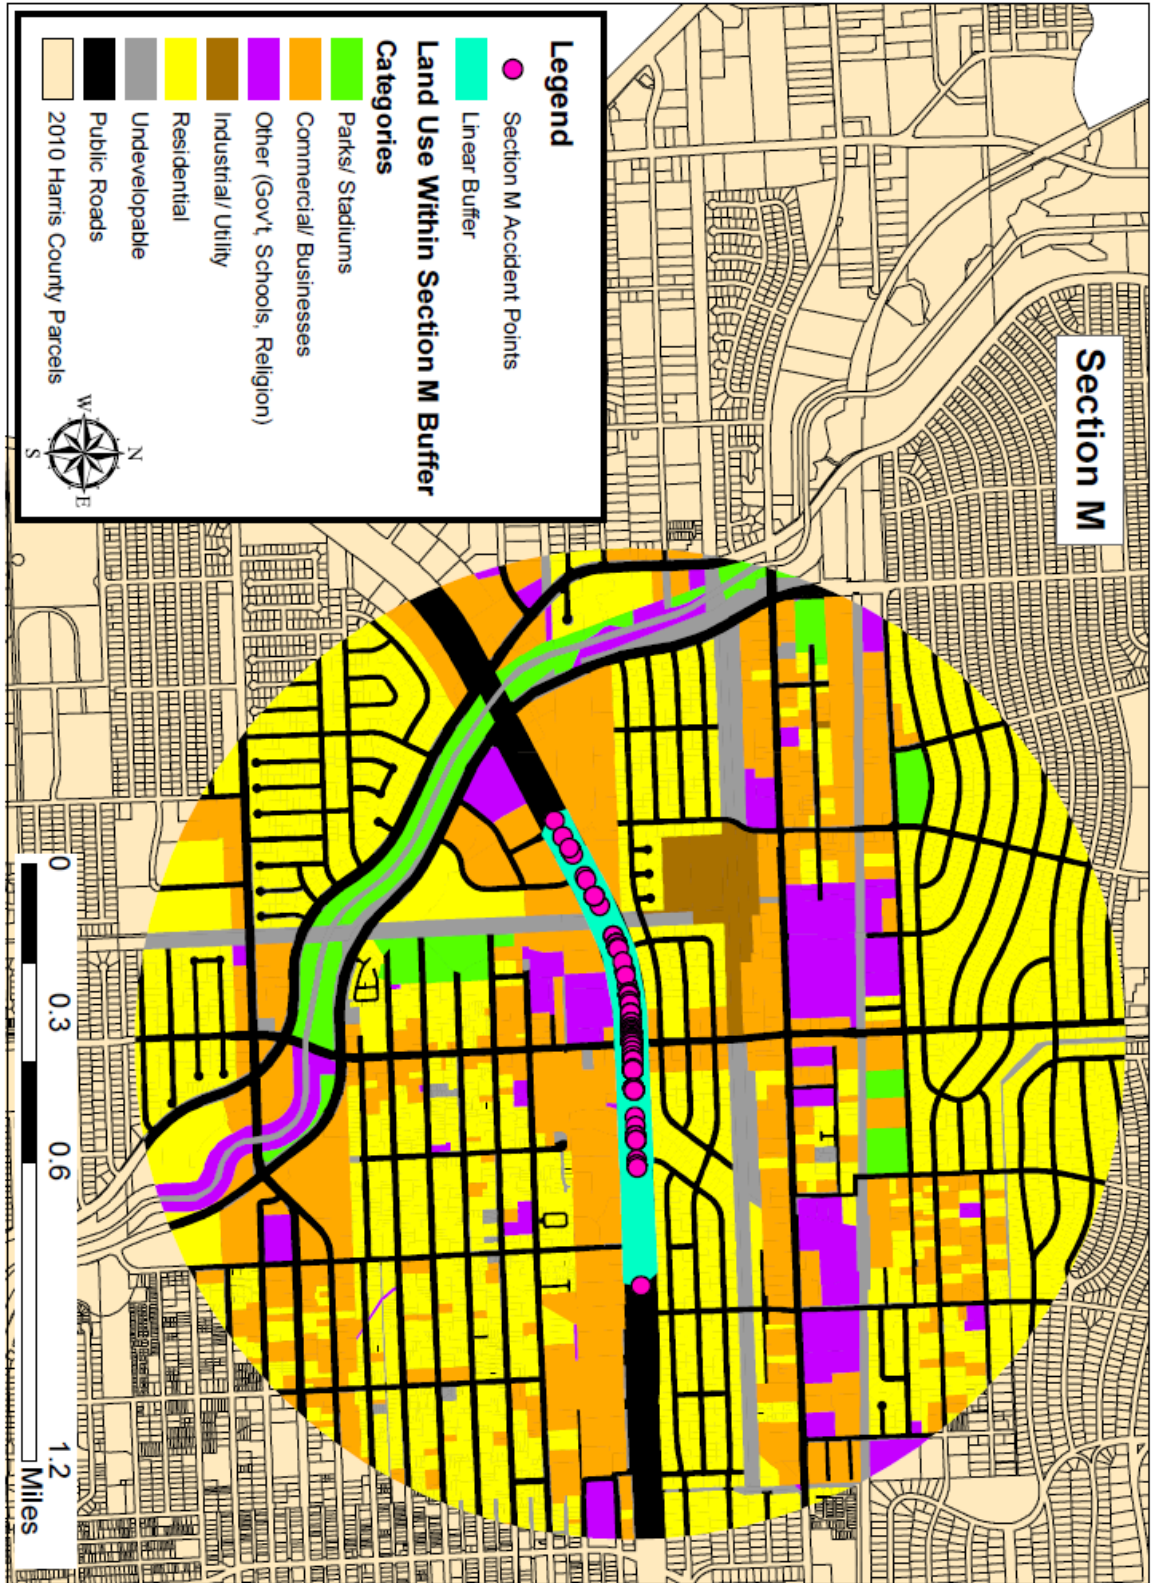 Section M
Legend
Section M Accident Points
Linear Buffer
Land Use Within Section M Buffer
Categories
Parks/ Stadiums
Commercial/ Businesses
Other (Gov't, Schools, Religion)
Industrial/ Utility
Residential
Undevelopable
Public Roads
2010 Harris County Parcels
N
W
E
S
0 0.3 0.6 1.2
Miles